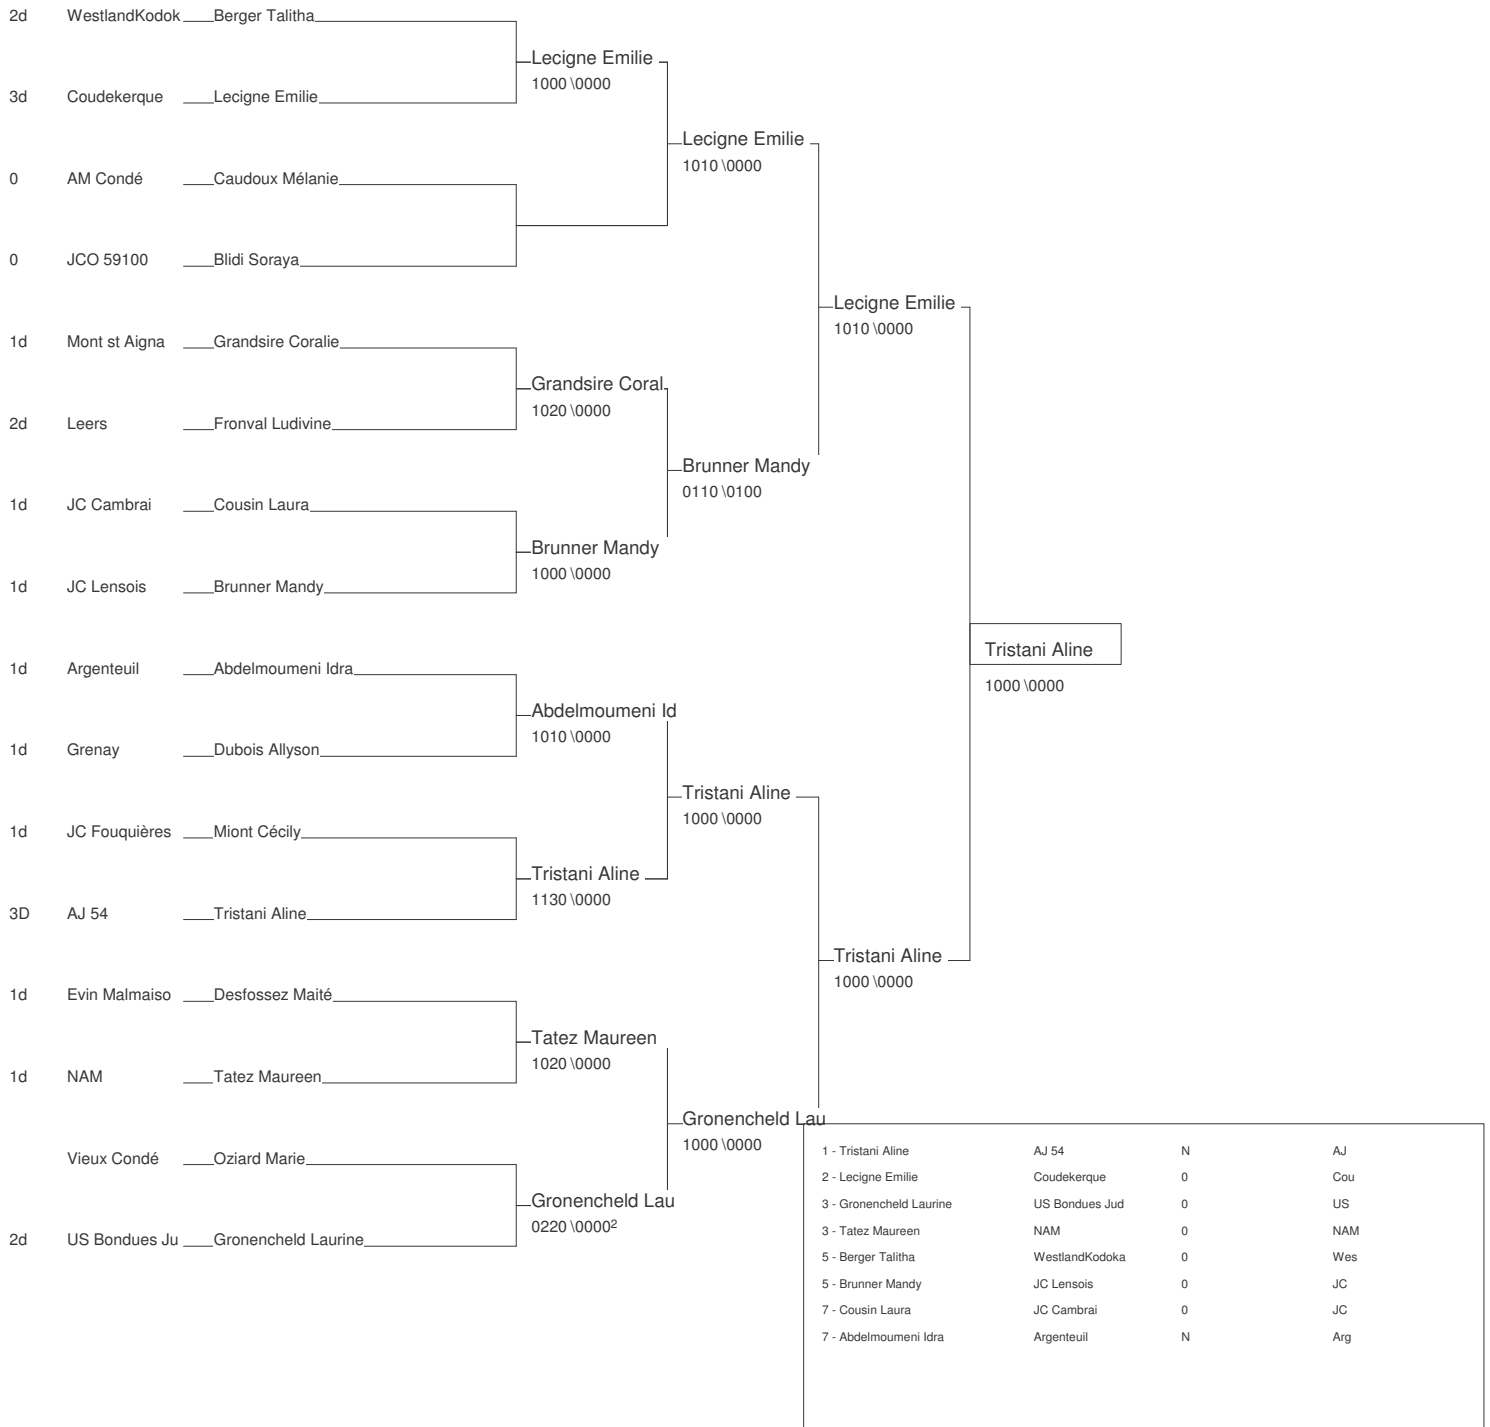 2d WestlandKodok Berger Talitha
Lecigne Emilie
1000 \0000
3d Coudekerque Lecigne Emilie
Lecigne Emilie
1010 \0000
0 AM Condé Caudoux Mélanie
0 JCO 59100 Blidi Soraya
Lecigne Emilie
1010 \0000
1d Mont st Aigna Grandsire Coralie
Grandsire Coral
1020 \0000
2d Leers Fronval Ludivine
Brunner Mandy
0110 \0100
1d JC Cambrai Cousin Laura
Brunner Mandy
1000 \0000
1d JC Lensois Brunner Mandy
Tristani Aline
1000 \0000
1d Argenteuil Abdelmoumeni Idra
Abdelmoumeni Id
1010 \0000
1d Grenay Dubois Allyson
Tristani Aline
1000 \0000
1d JC Fouquières Miont Cécily
Tristani Aline
1130 \0000
3D AJ 54 Tristani Aline
Tristani Aline
1000 \0000
1d Evin Malmaiso Desfossez Maité
Tatez Maureen
1020 \0000
1d NAM Tatez Maureen
Gronencheld Lau
1000 \0000
Vieux Condé Oziard Marie
Gronencheld Lau
0220 \0000²
2d US Bondues Ju Gronencheld Laurine
1 - Tristani Aline AJ 54 N AJ
2 - Lecigne Emilie Coudekerque 0 Cou
3 - Gronencheld Laurine US Bondues Jud 0 US
3 - Tatez Maureen NAM 0 NAM
5 - Berger Talitha WestlandKodoka 0 Wes
5 - Brunner Mandy JC Lensois 0 JC
7 - Cousin Laura JC Cambrai 0 JC
7 - Abdelmoumeni Idra Argenteuil N Arg